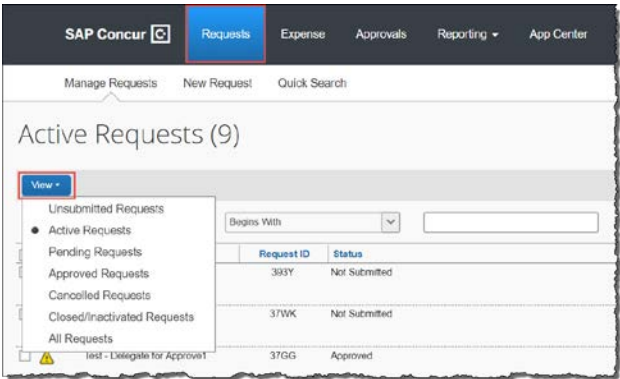 SAP Concur C
Requests
Expense
Approvals
Reporting
App Center
Manage Requests
New Request
Quick Search
Active Requests (9)
View
Unsubmitted Requests
Active Requests
Pending Requests
Approved Requests
Cancelled Requests
Closed/Inactivated Requests
All Requests
Begins With
Request ID Status
393Y Not Submitted
37WK Not Submitted
Test - Delegate for Approve1 37GG Approved